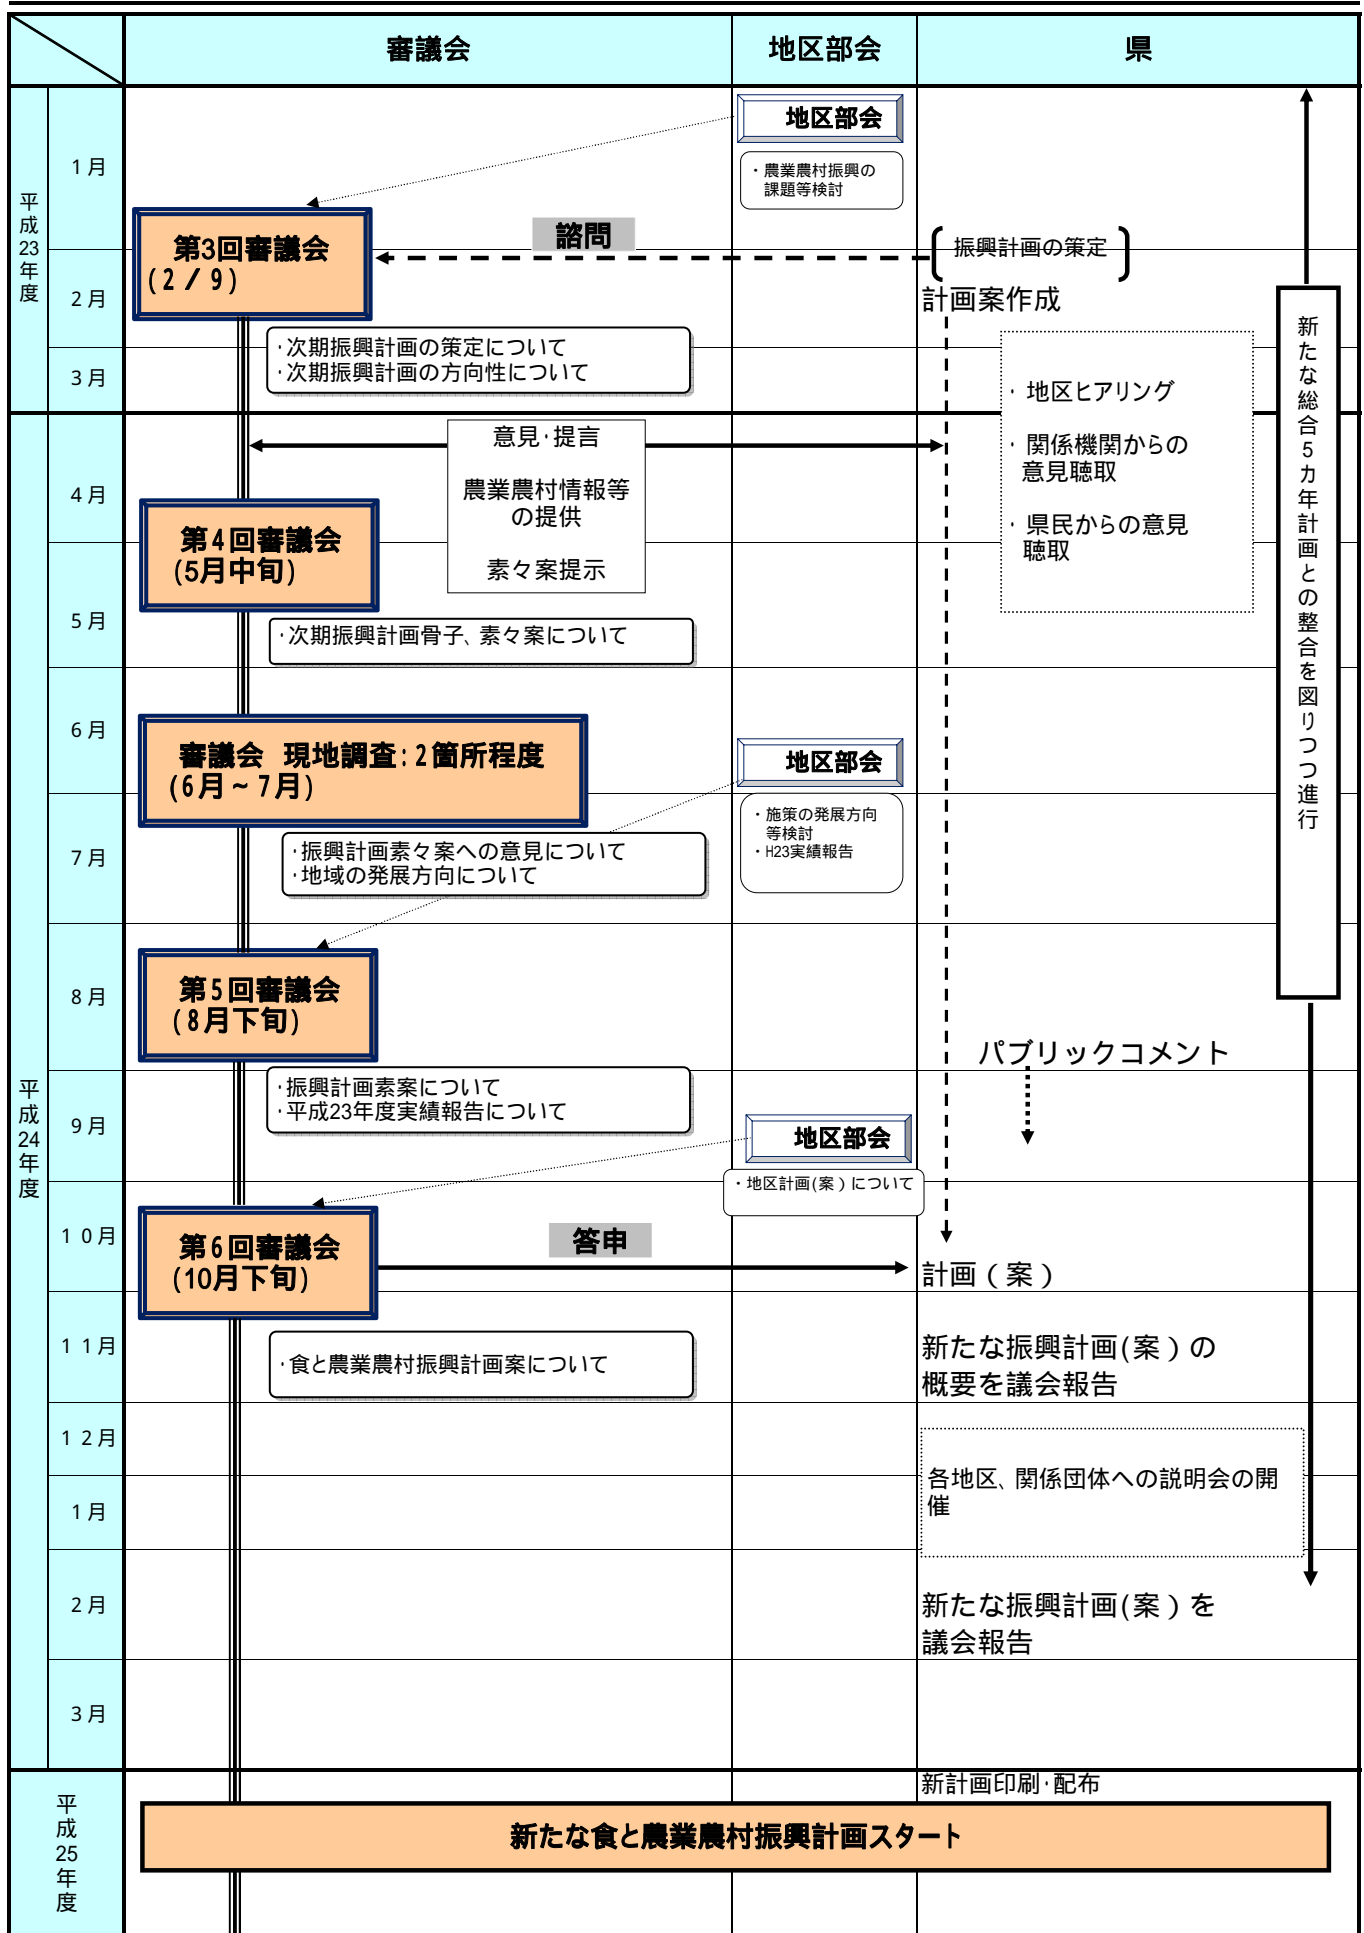 審議会
地区部会
県
平成23年度
1月
2月
3月
地区部会
・農業農村振興の
課題等検討
第3回審議会
(2/9)
諮問
振興計画の策定
計画案作成
・次期振興計画の策定について
・次期振興計画の方向性について
・地区ヒアリング
・関係機関からの
意見聴取
・県民からの意見
聴取
新たな総合5カ年計画との整合を図りつつ進行
平成24年度
4月
5月
6月
7月
8月
9月
10月
11月
12月
1月
2月
3月
意見・提言
農業農村情報等
の提供
素々案提示
第4回審議会
(5月中旬)
・次期振興計画骨子、素々案について
審議会 現地調査:2箇所程度
(6月~7月)
地区部会
・施策の発展方向
等検討
・H23実績報告
・振興計画素々案への意見について
・地域の発展方向について
第5回審議会
(8月下旬)
パブリックコメント
・振興計画素案について
・平成23年度実績報告について
地区部会
・地区計画(案)について
第6回審議会
(10月下旬)
答申
計画(案)
・食と農業農村振興計画案について
新たな振興計画(案)の
概要を議会報告
各地区、関係団体への説明会の開
催
新たな振興計画(案)を
議会報告
平成25年度
新計画印刷・配布
新たな食と農業農村振興計画スタート